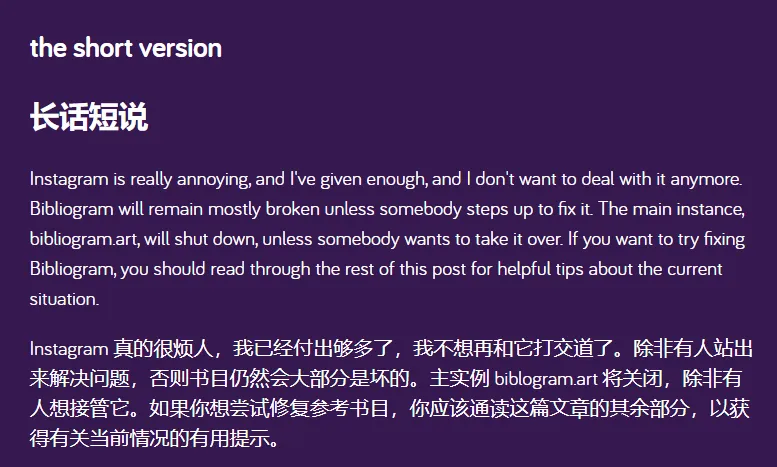 the short version
长话短说
Instagram is really annoying, and I've given enough, and I don't want to deal with it anymore.
Bibliogram will remain mostly broken unless somebody steps up to fix it. The main instance,
bibliogram.art, will shut down, unless somebody wants to take it over. If you want to try fixing
Bibliogram, you should read through the rest of this post for helpful tips about the current
situation.
Instagram 真的很烦人，我已经付出够多了，我不想再和它打交道了。除非有人站出
来解决问题，否则书目仍然会大部分是坏的。主实例 biblogram.art 将关闭，除非有
人想接管它。如果你想尝试修复参考书目，你应该通读这篇文章的其余部分，以获
得有关当前情况的有用提示。